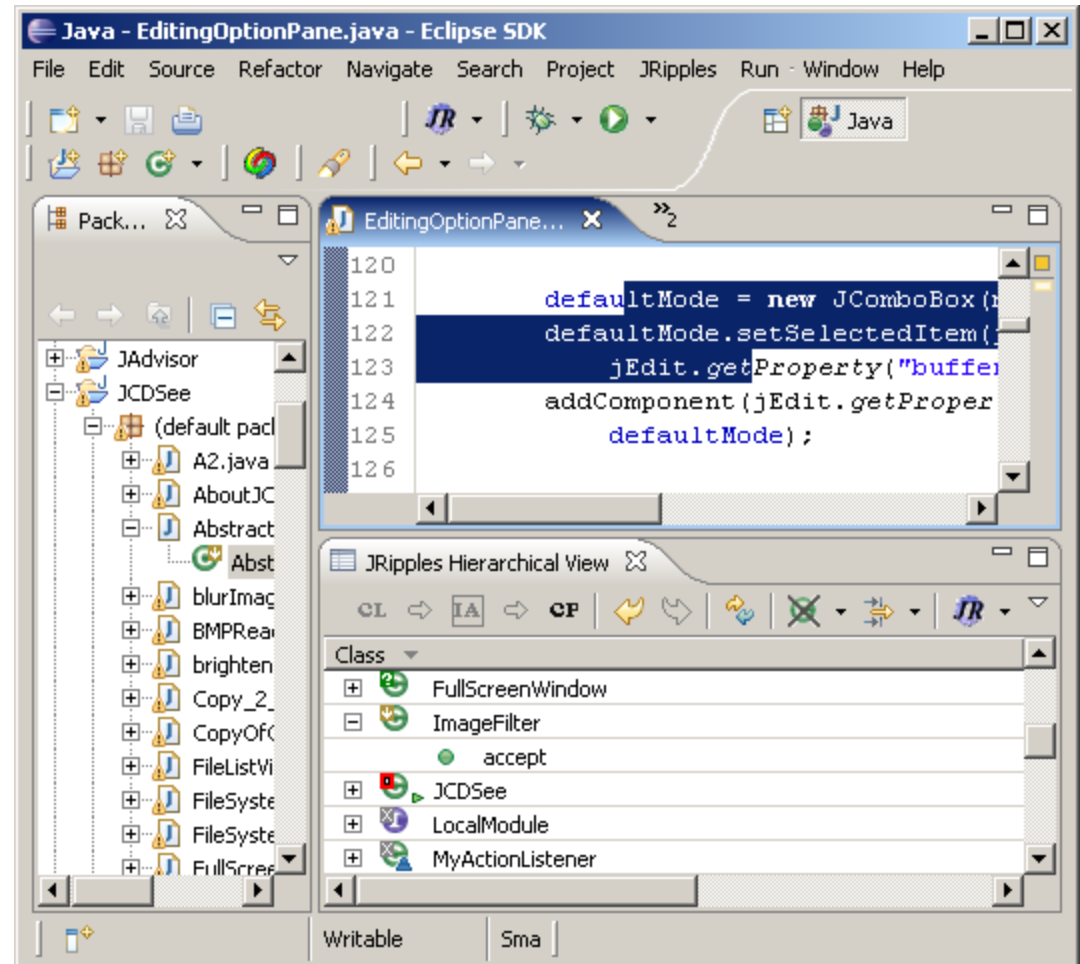 Java - EditingOptionPane.java - Eclipse SDK
File Edit Source Refactor Navigate Search Project JRipples Run Window Help
JR
Java
Pack...
EditingOptionPane... »2
120
121 defaultMode = new JComboBox(
122 defaultMode.setSelectedItem(
123 jEdit.getProperty("buffer
124 addComponent(jEdit.getProper
125 defaultMode);
126
JAdvisor
JCDSee
(default pack
A2.java
AboutJC
Abstract
Abst
blurImag
BMPRea
brighten
Copy_2_
CopyOf
FileListVi
FileSyste
FileSyste
FullScree
JRipples Hierarchical View
CL IA CP JR
Class
FullScreenWindow
ImageFilter
accept
JCDSee
LocalModule
MyActionListener
Writable Sma